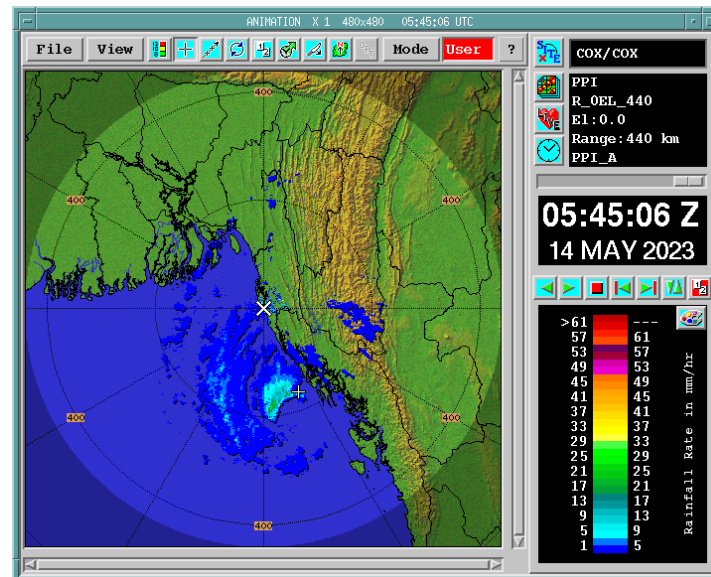 ANIMATION X 1 480x480 05:45:06 UTC
File View Mode User ?
SITE COX/COX
PPI
R_0EL_440
El:0.0
Range:440 km
PPI_A
400
400 400
400 400
400
05:45:06 Z
14 MAY 2023
>61 ---
57 61
53 57
49 53
45 49
41 45
37 41
33 37
29 33
25 29
21 25
17 21
13 17
9 13
5 9
1 5
Rainfall Rate in mm/hr